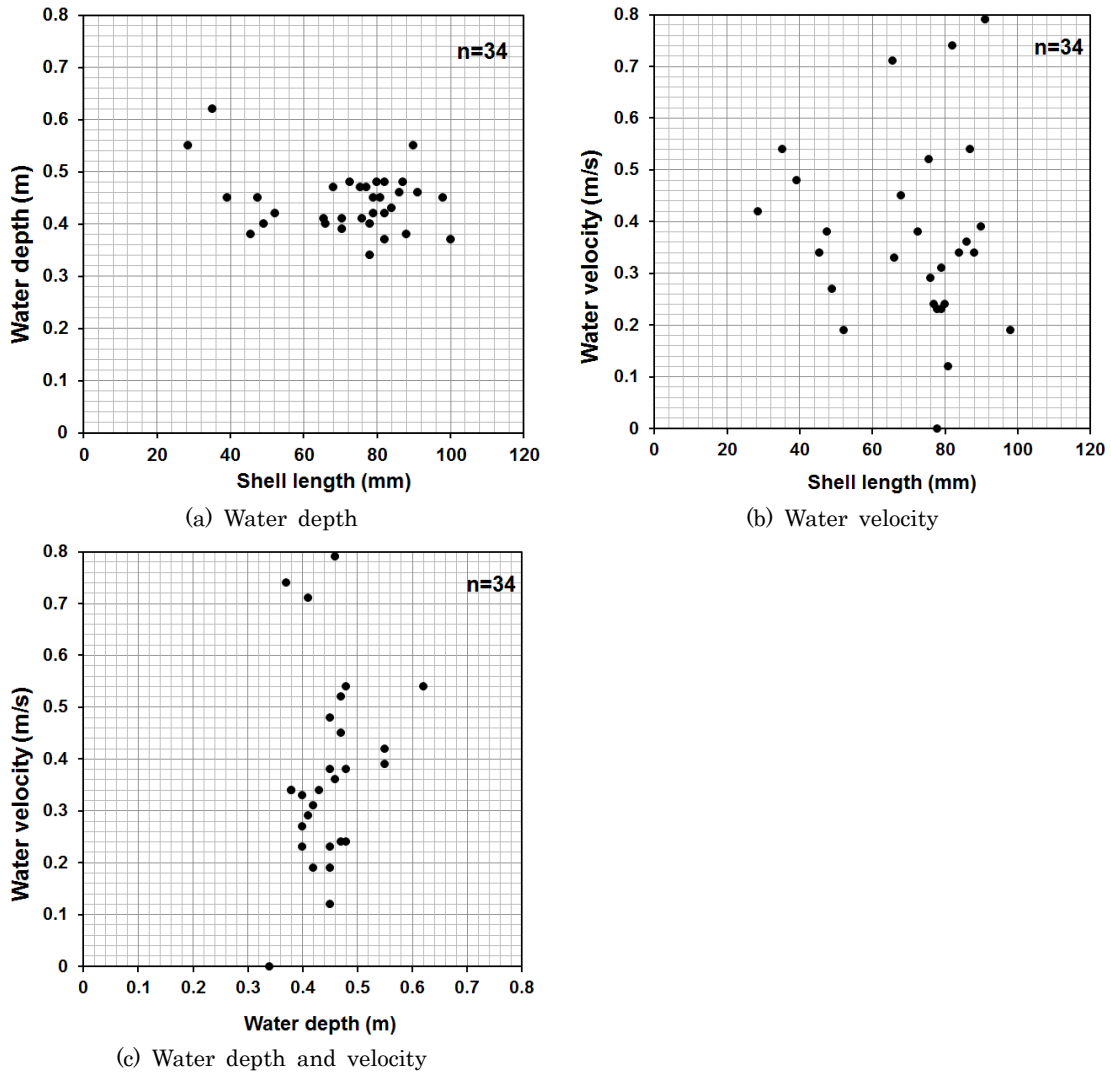 0.8
0.7
0.6
0.5
0.4
0.3
0.2
0.1
0
Water depth (m)
n=34
0 20 40 60 80 100 120
Shell length (mm)
(a) Water depth
0.8
0.7
0.6
0.5
0.4
0.3
0.2
0.1
0
Water velocity (m/s)
n=34
0 20 40 60 80 100 120
Shell length (mm)
(b) Water velocity
0.8
0.7
0.6
0.5
0.4
0.3
0.2
0.1
0
Water velocity (m/s)
n=34
0 0.1 0.2 0.3 0.4 0.5 0.6 0.7 0.8
Water depth (m)
(c) Water depth and velocity